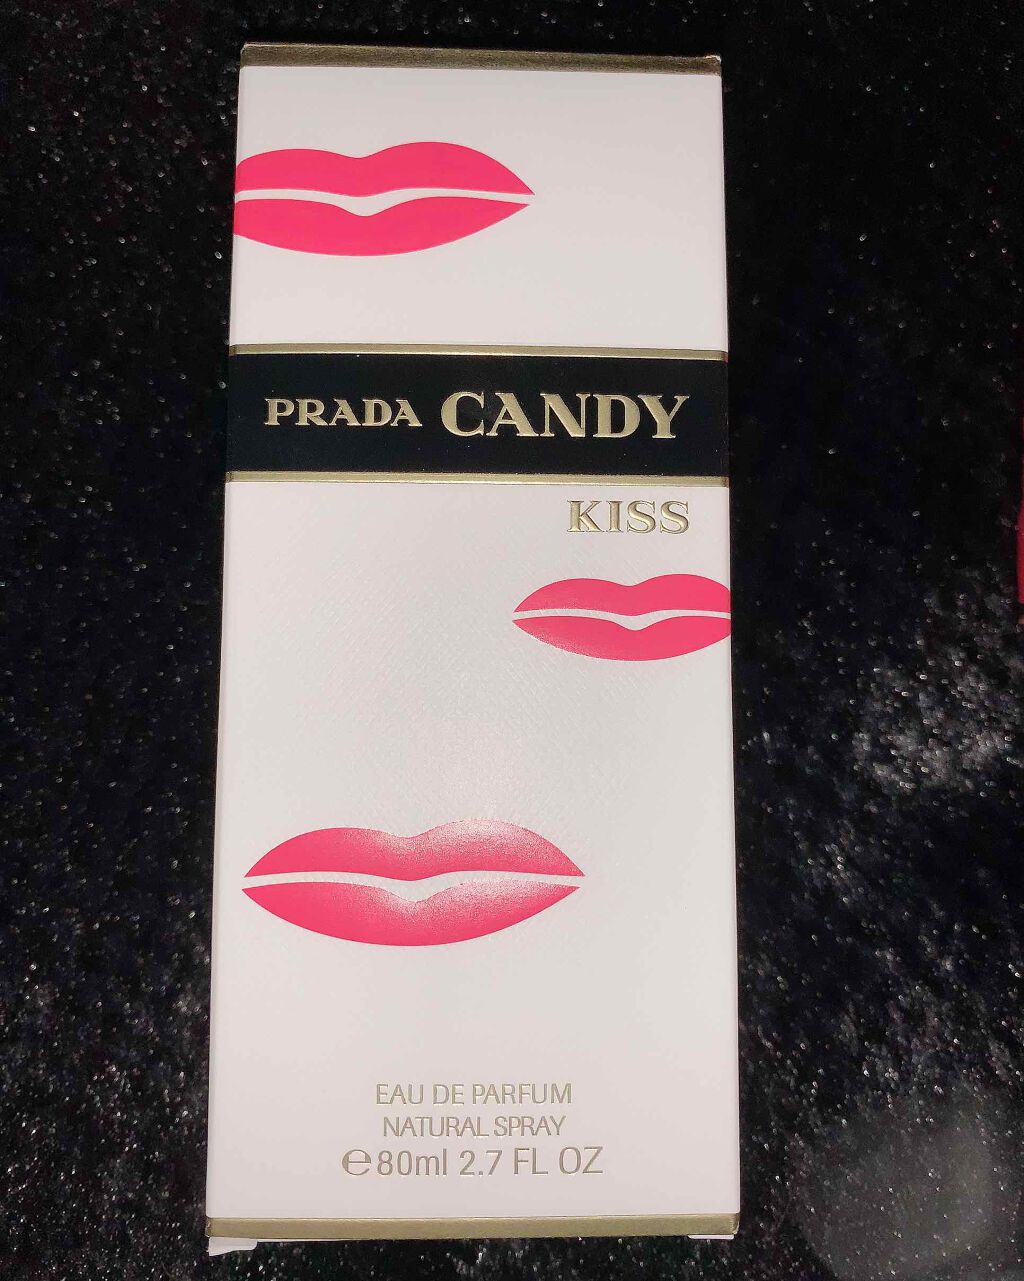 PRADA CANDY
KISS
EAU DE PARFUM
NATURAL SPRAY
℮80ml 2.7 FL OZ